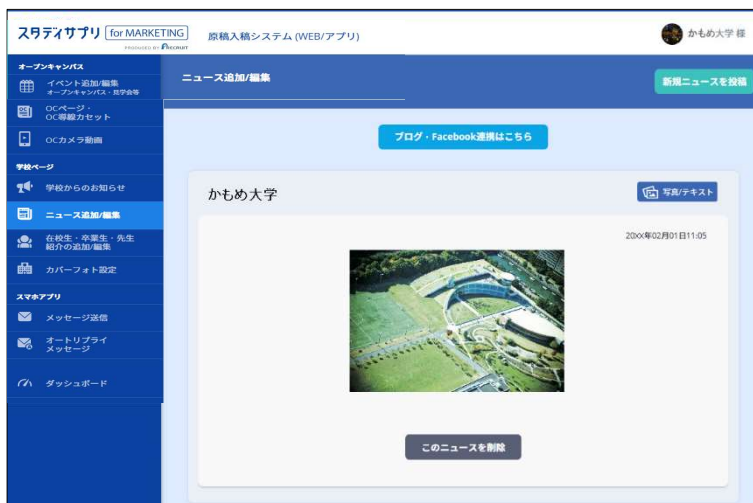 スタディサプリ for MARKETING
PRODUCED BY RECRUIT
原稿入稿システム (WEB/アプリ)
かもめ大学 様
オープンキャンパス
イベント追加/編集
オープンキャンパス・見学会等
OCページ・
OC導線カセット
OCカメラ動画
学校ページ
学校からのお知らせ
ニュース追加/編集
在校生・卒業生・先生
紹介の追加/編集
カバーフォト設定
スマホアプリ
メッセージ送信
オートリプライ
メッセージ
ダッシュボード
ニュース追加/編集
新規ニュースを投稿
ブログ・Facebook連携はこちら
かもめ大学
写真/テキスト
20XX年02月01日11:05
このニュースを削除